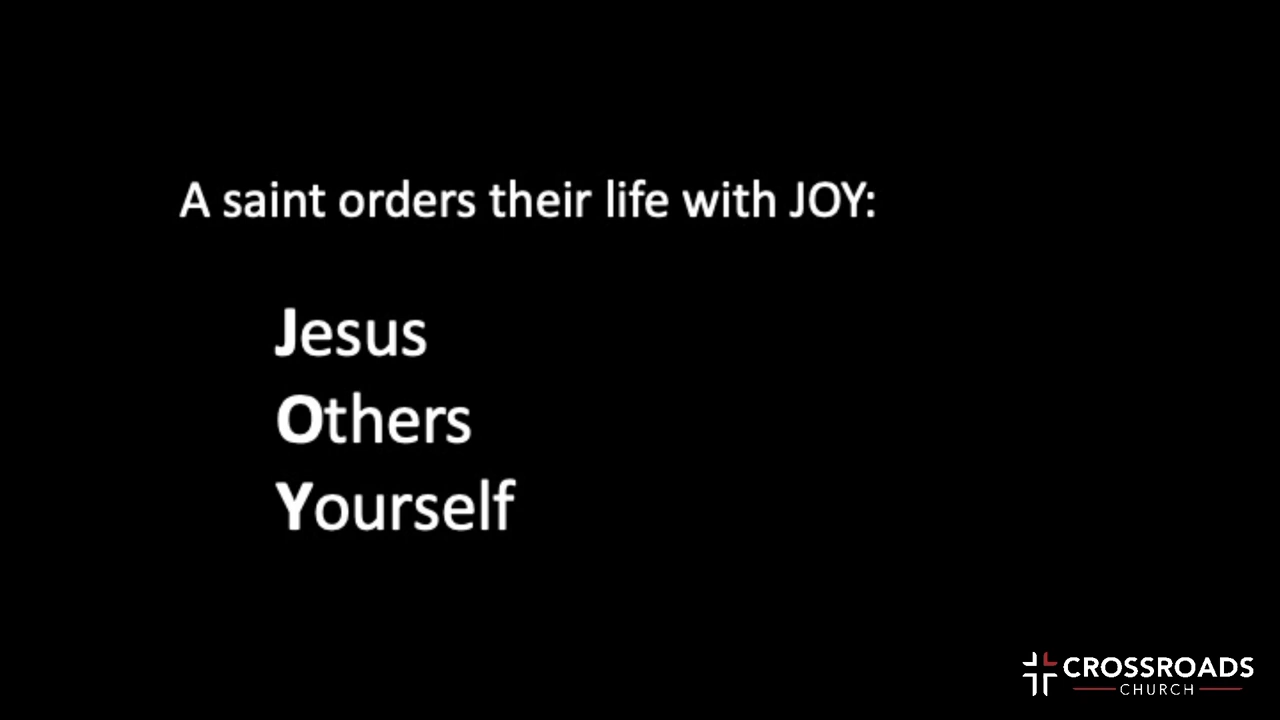 A saint orders their life with JOY:
Jesus
Others
Yourself
CROSSROADS
CHURCH